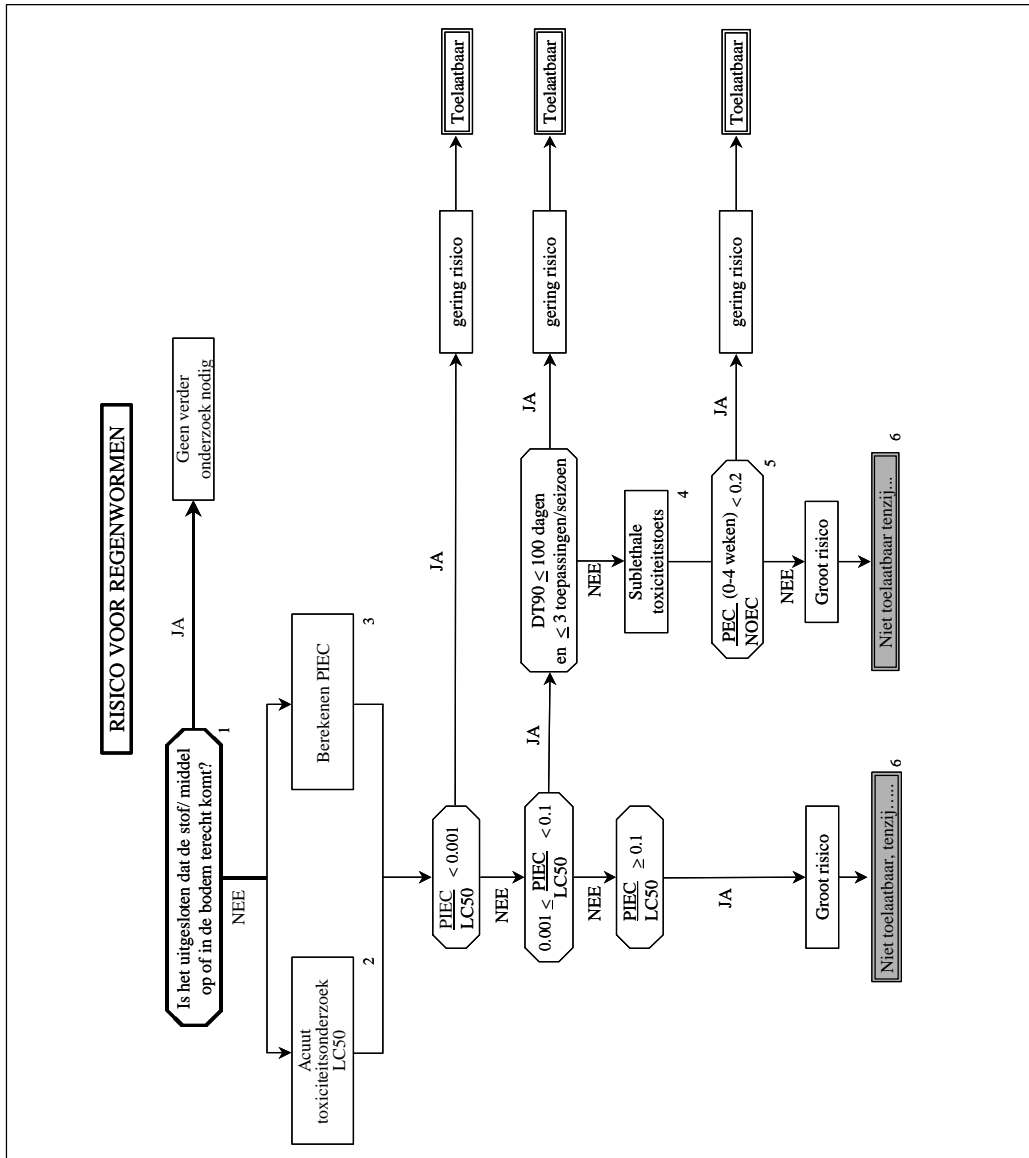 RISICO VOOR REGENWORMEN
Is het uitgesloten dat de stof/ middel
op of in de bodem terecht komt?
1
JA
Geen verder
onderzoek nodig
NEE
Acuut
toxiciteitsonderzoek
LC50
2
Berekenen PIEC
3
PIEC < 0.001
LC50
JA
gering risico
Toelaatbaar
NEE
0.001 ≤ PIEC < 0.1
LC50
JA
DT90 ≤ 100 dagen
en ≤ 3 toepassingen/seizoen
JA
gering risico
Toelaatbaar
NEE
NEE
PIEC ≥ 0.1
LC50
Sublethale
toxiciteitstoets
4
PEC (0-4 weken) < 0.2
NOEC
5
JA
gering risico
Toelaatbaar
JA
NEE
Groot risico
Groot risico
Niet toelaatbaar, tenzij.....
6
Niet toelaatbaar tenzij...
6